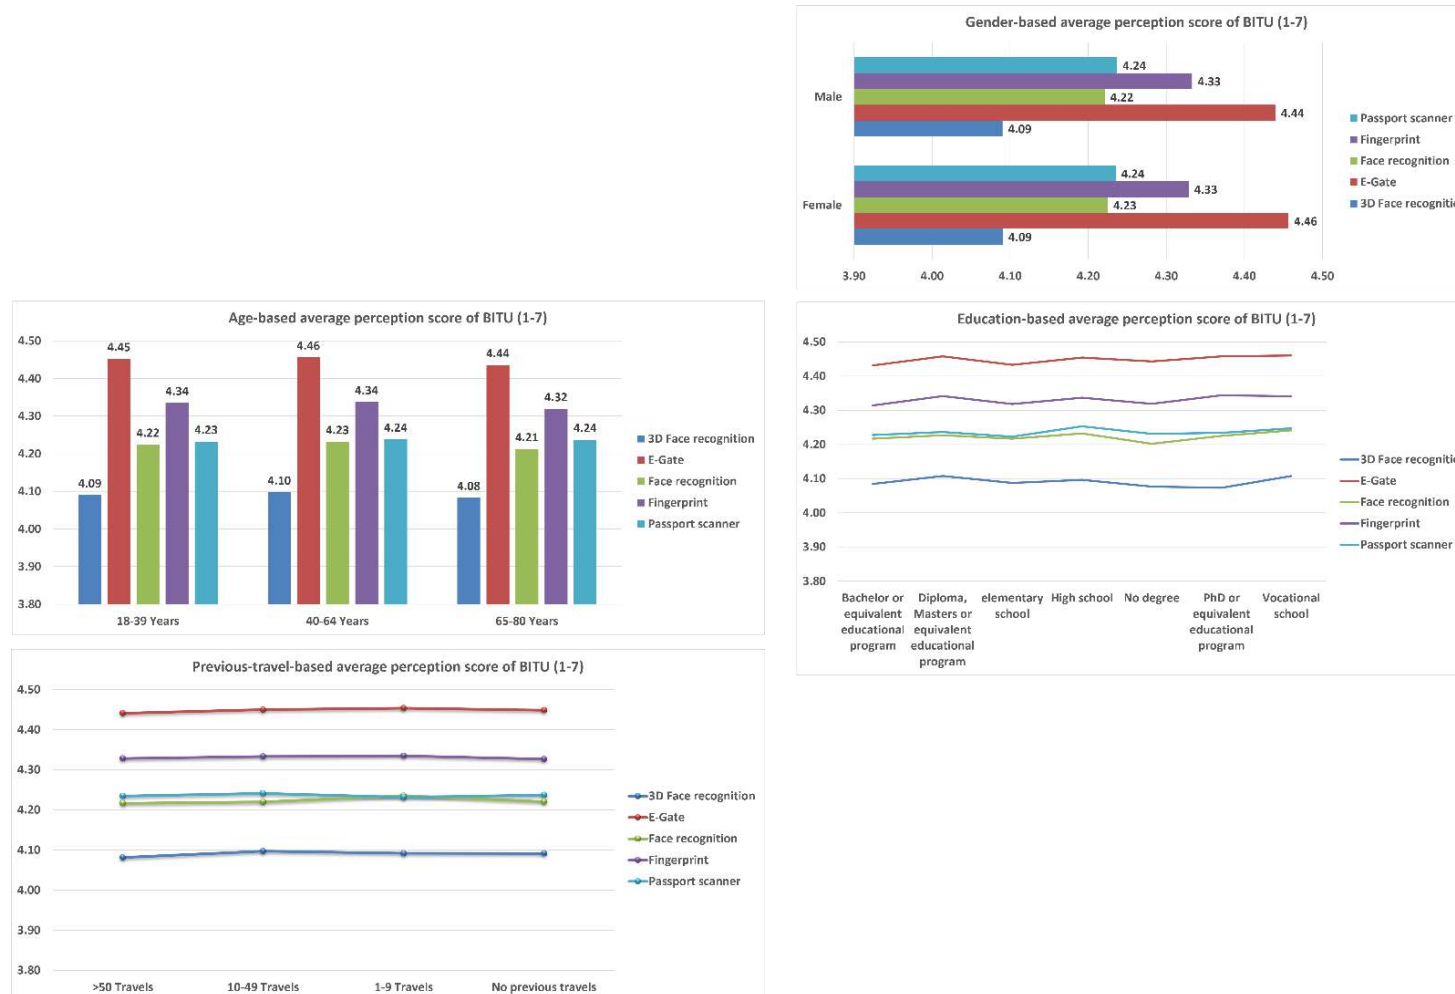 Gender-based average perception score of BITU (1-7)
Male
4.24
4.33
4.22
4.44
4.09
Female
4.24
4.33
4.23
4.46
4.09
3.90 4.00 4.10 4.20 4.30 4.40 4.50
Passport scanner
Fingerprint
Face recognition
E-Gate
3D Face recognitio
Age-based average perception score of BITU (1-7)
4.50
4.40
4.30
4.20
4.10
4.00
3.90
3.80
4.09 4.45 4.22 4.34 4.23
4.10 4.46 4.23 4.34 4.24
4.08 4.44 4.21 4.32 4.24
18-39 Years 40-64 Years 65-80 Years
3D Face recognition
E-Gate
Face recognition
Fingerprint
Passport scanner
Education-based average perception score of BITU (1-7)
4.50
4.40
4.30
4.20
4.10
4.00
3.90
3.80
Bachelor or equivalent educational program
Diploma, Masters or equivalent educational program
elementary school
High school
No degree
PhD or equivalent educational program
Vocational school
3D Face recognitio
E-Gate
Face recognition
Fingerprint
Passport scanner
Previous-travel-based average perception score of BITU (1-7)
4.50
4.40
4.30
4.20
4.10
4.00
3.90
3.80
>50 Travels 10-49 Travels 1-9 Travels No previous travels
3D Face recognition
E-Gate
Face recognition
Fingerprint
Passport scanner